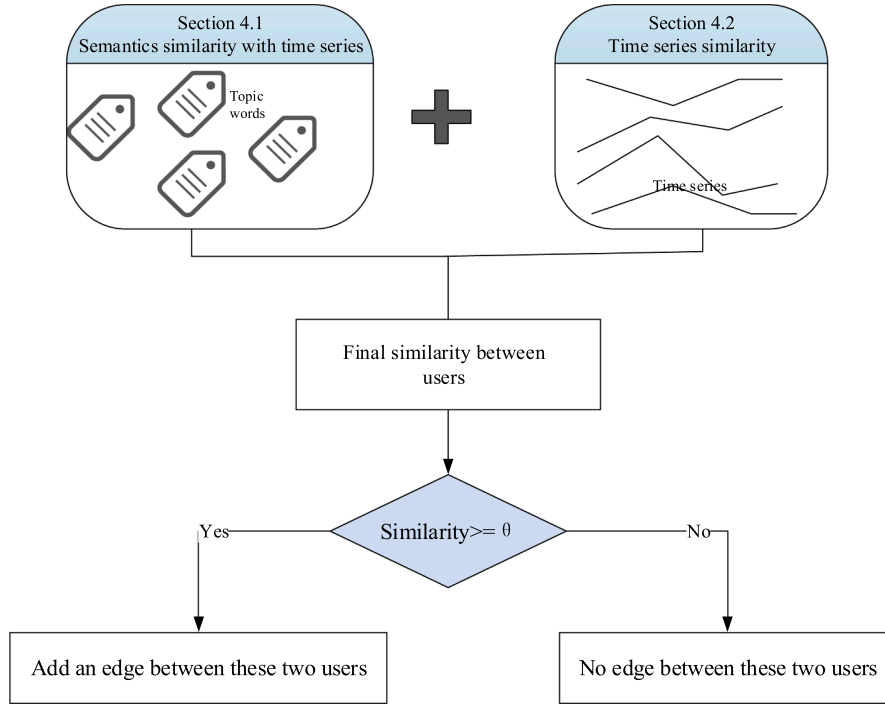 Section 4.1
Semantics similarity with time series
Topic
words
Section 4.2
Time series similarity
Time series
Final similarity between
users
Similarity>= θ
Yes
No
Add an edge between these two users
No edge between these two users